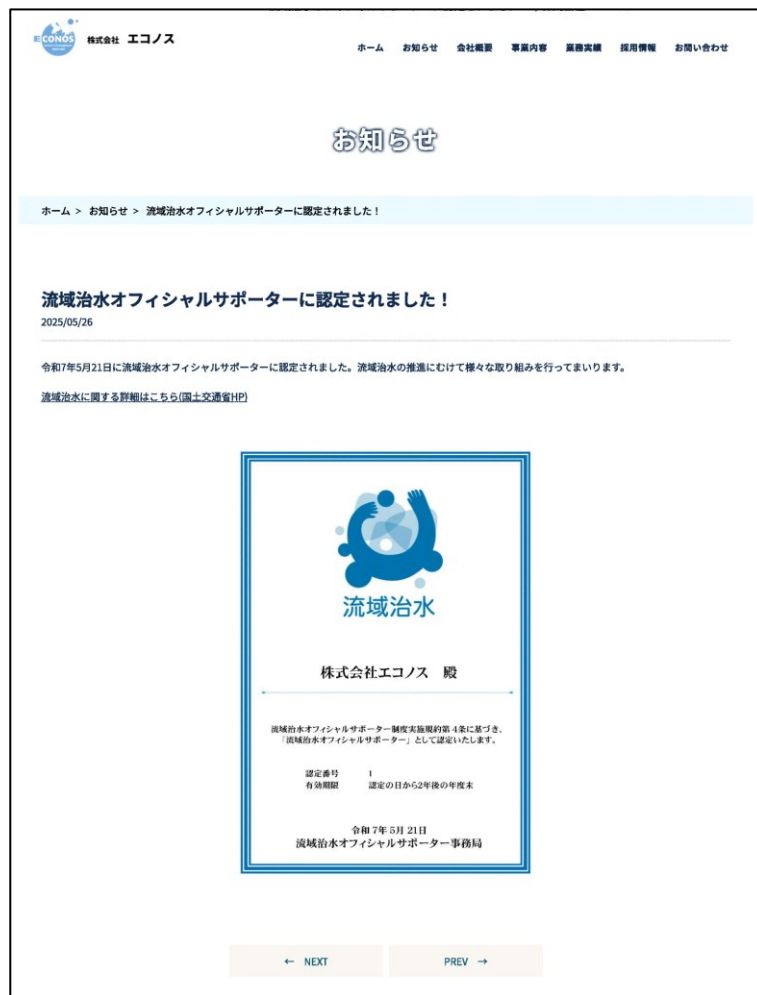 ECONOS
株式会社 エコノス
ホーム お知らせ 会社概要 事業内容 業務実績 採用情報 お問い合わせ
お知らせ
ホーム > お知らせ > 流域治水オフィシャルサポーターに認定されました！
流域治水オフィシャルサポーターに認定されました！
2025/05/26
令和7年5月21日に流域治水オフィシャルサポーターに認定されました。流域治水の推進にむけて様々な取り組みを行ってまいります。
流域治水に関する詳細はこちら(国土交通省HP)
流域治水
株式会社エコノス 殿
流域治水オフィシャルサポーター制度実施規約第4条に基づき、
「流域治水オフィシャルサポーター」として認定いたします。
認定番号 1
有効期限 認定の日から2年後の年度末
令和7年5月21日
流域治水オフィシャルサポーター事務局
← NEXT PREV →